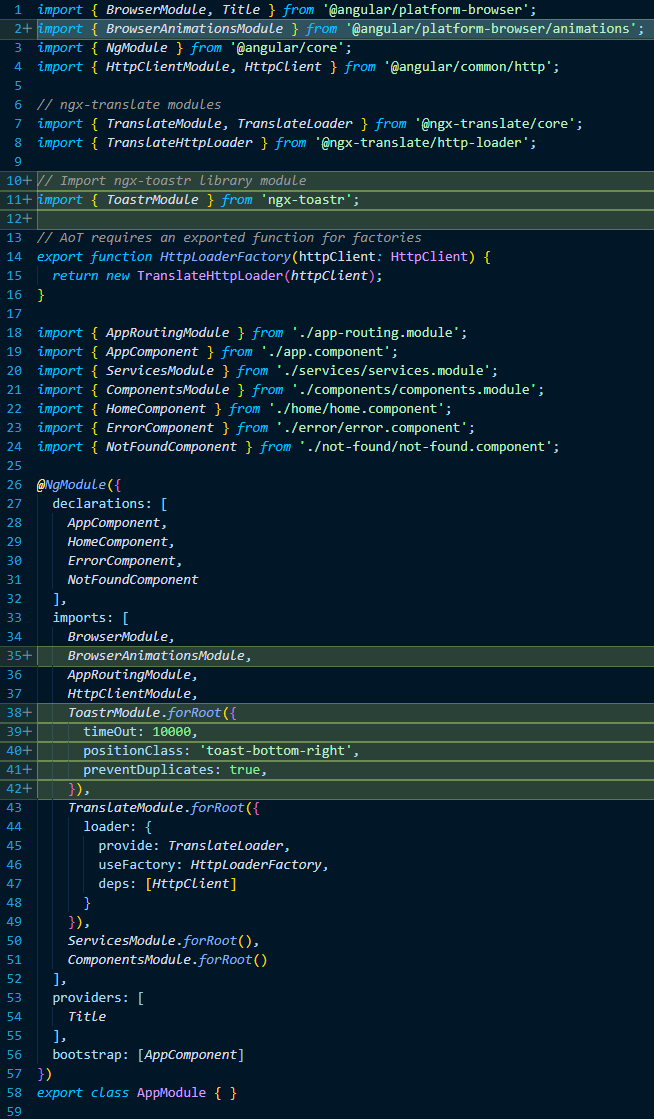 1 import { BrowserModule, Title } from '@angular/platform-browser';
2+ import { BrowserAnimationsModule } from '@angular/platform-browser/animations';
3 import { NgModule } from '@angular/core';
4 import { HttpClientModule, HttpClient } from '@angular/common/http';
5
6 // ngx-translate modules
7 import { TranslateModule, TranslateLoader } from '@ngx-translate/core';
8 import { TranslateHttpLoader } from '@ngx-translate/http-loader';
9
10+ // Import ngx-toastr library module
11+ import { ToastrModule } from 'ngx-toastr';
12+
13 // AoT requires an exported function for factories
14 export function HttpLoaderFactory(httpClient: HttpClient) {
15   return new TranslateHttpLoader(httpClient);
16 }
17
18 import { AppRoutingModule } from './app-routing.module';
19 import { AppComponent } from './app.component';
20 import { ServicesModule } from './services/services.module';
21 import { ComponentsModule } from './components/components.module';
22 import { HomeComponent } from './home/home.component';
23 import { ErrorComponent } from './error/error.component';
24 import { NotFoundComponent } from './not-found/not-found.component';
25
26 @NgModule({
27   declarations: [
28     AppComponent,
29     HomeComponent,
30     ErrorComponent,
31     NotFoundComponent
32   ],
33   imports: [
34     BrowserModule,
35+     BrowserAnimationsModule,
36     AppRoutingModule,
37     HttpClientModule,
38+     ToastrModule.forRoot({
39+       timeOut: 10000,
40+       positionClass: 'toast-bottom-right',
41+       preventDuplicates: true,
42+     }),
43     TranslateModule.forRoot({
44       loader: {
45         provide: TranslateLoader,
46         useFactory: HttpLoaderFactory,
47         deps: [HttpClient]
48       }
49     }),
50     ServicesModule.forRoot(),
51     ComponentsModule.forRoot()
52   ],
53   providers: [
54     Title
55   ],
56   bootstrap: [AppComponent]
57 })
58 export class AppModule { }
59